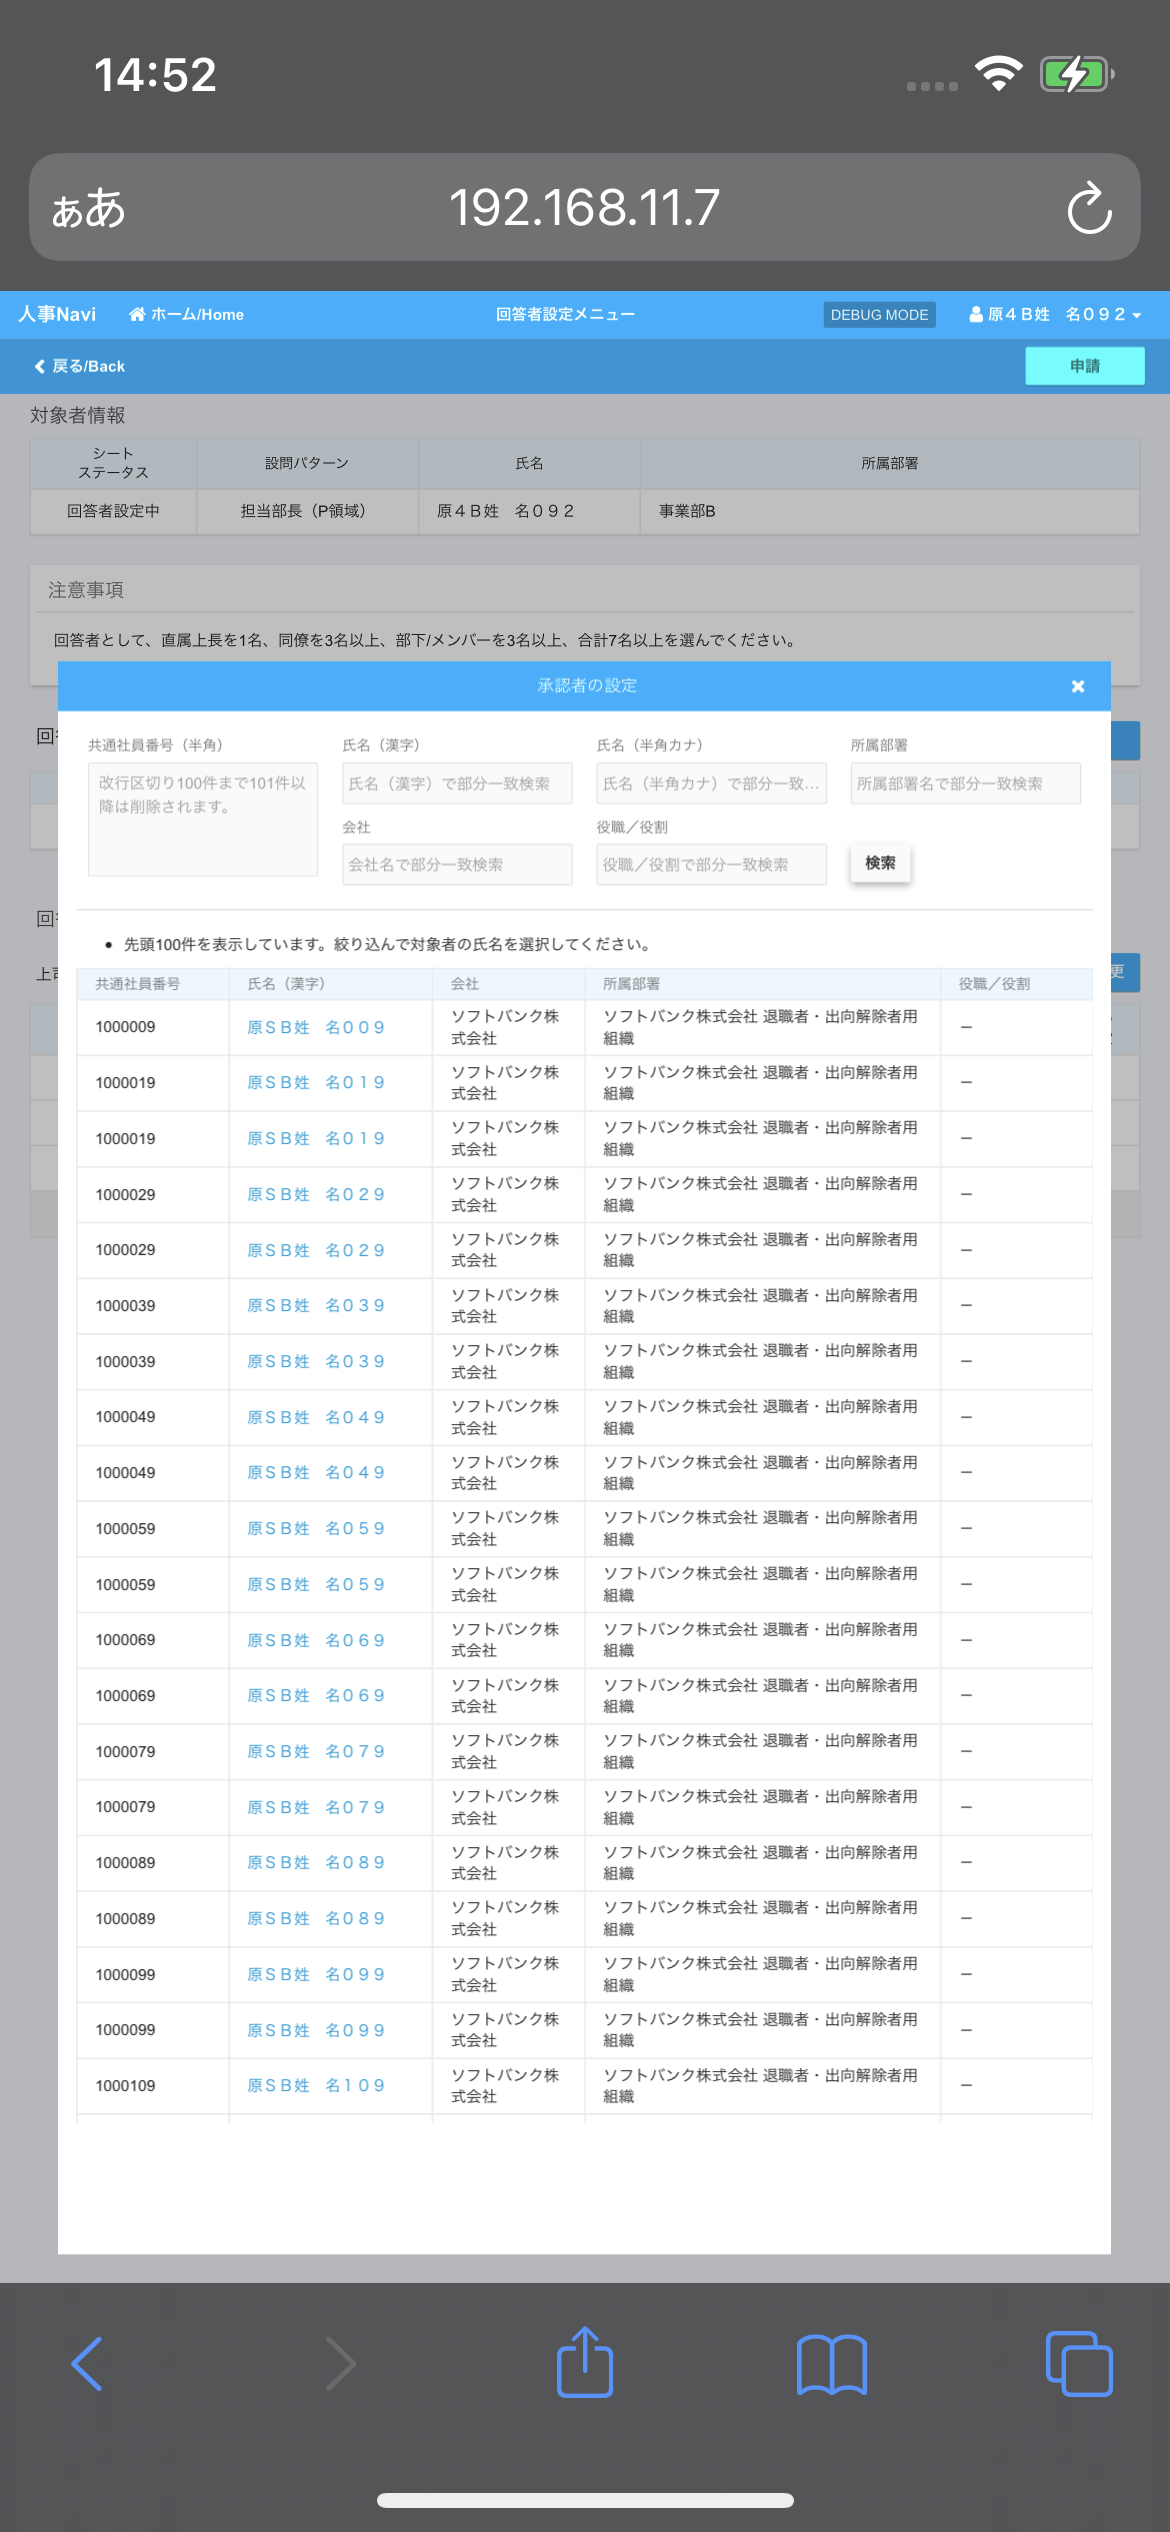 14:52
ぁあ 192.168.11.7
人事Navi ホーム/Home 回答者設定メニュー DEBUG MODE 原４Ｂ姓　名０９２
戻る/Back 申請
対象者情報
シート
ステータス 設問パターン 氏名 所属部署
回答者設定中 担当部長（P領域） 原４Ｂ姓　名０９２ 事業部B
注意事項
回答者として、直属上長を1名、同僚を3名以上、部下/メンバーを3名以上、合計7名以上を選んでください。
承認者の設定
共通社員番号（半角） 氏名（漢字） 氏名（半角カナ） 所属部署
改行区切り100件まで101件以
降は削除されます。
氏名（漢字）で部分一致検索 氏名（半角カナ）で部分一致... 所属部署名で部分一致検索
会社 役職／役割
会社名で部分一致検索 役職／役割で部分一致検索 検索
回
• 先頭100件を表示しています。絞り込んで対象者の氏名を選択してください。
上 更
共通社員番号 氏名（漢字） 会社 所属部署 役職／役割
1000009 原ＳＢ姓　名００９ ソフトバンク株式会社 ソフトバンク株式会社 退職者・出向解除者用組織 –
1000019 原ＳＢ姓　名０１９ ソフトバンク株式会社 ソフトバンク株式会社 退職者・出向解除者用組織 –
1000019 原ＳＢ姓　名０１９ ソフトバンク株式会社 ソフトバンク株式会社 退職者・出向解除者用組織 –
1000029 原ＳＢ姓　名０２９ ソフトバンク株式会社 ソフトバンク株式会社 退職者・出向解除者用組織 –
1000029 原ＳＢ姓　名０２９ ソフトバンク株式会社 ソフトバンク株式会社 退職者・出向解除者用組織 –
1000039 原ＳＢ姓　名０３９ ソフトバンク株式会社 ソフトバンク株式会社 退職者・出向解除者用組織 –
1000039 原ＳＢ姓　名０３９ ソフトバンク株式会社 ソフトバンク株式会社 退職者・出向解除者用組織 –
1000049 原ＳＢ姓　名０４９ ソフトバンク株式会社 ソフトバンク株式会社 退職者・出向解除者用組織 –
1000049 原ＳＢ姓　名０４９ ソフトバンク株式会社 ソフトバンク株式会社 退職者・出向解除者用組織 –
1000059 原ＳＢ姓　名０５９ ソフトバンク株式会社 ソフトバンク株式会社 退職者・出向解除者用組織 –
1000059 原ＳＢ姓　名０５９ ソフトバンク株式会社 ソフトバンク株式会社 退職者・出向解除者用組織 –
1000069 原ＳＢ姓　名０６９ ソフトバンク株式会社 ソフトバンク株式会社 退職者・出向解除者用組織 –
1000069 原ＳＢ姓　名０６９ ソフトバンク株式会社 ソフトバンク株式会社 退職者・出向解除者用組織 –
1000079 原ＳＢ姓　名０７９ ソフトバンク株式会社 ソフトバンク株式会社 退職者・出向解除者用組織 –
1000079 原ＳＢ姓　名０７９ ソフトバンク株式会社 ソフトバンク株式会社 退職者・出向解除者用組織 –
1000089 原ＳＢ姓　名０８９ ソフトバンク株式会社 ソフトバンク株式会社 退職者・出向解除者用組織 –
1000089 原ＳＢ姓　名０８９ ソフトバンク株式会社 ソフトバンク株式会社 退職者・出向解除者用組織 –
1000099 原ＳＢ姓　名０９９ ソフトバンク株式会社 ソフトバンク株式会社 退職者・出向解除者用組織 –
1000099 原ＳＢ姓　名０９９ ソフトバンク株式会社 ソフトバンク株式会社 退職者・出向解除者用組織 –
1000109 原ＳＢ姓　名１０９ ソフトバンク株式会社 ソフトバンク株式会社 退職者・出向解除者用組織 –